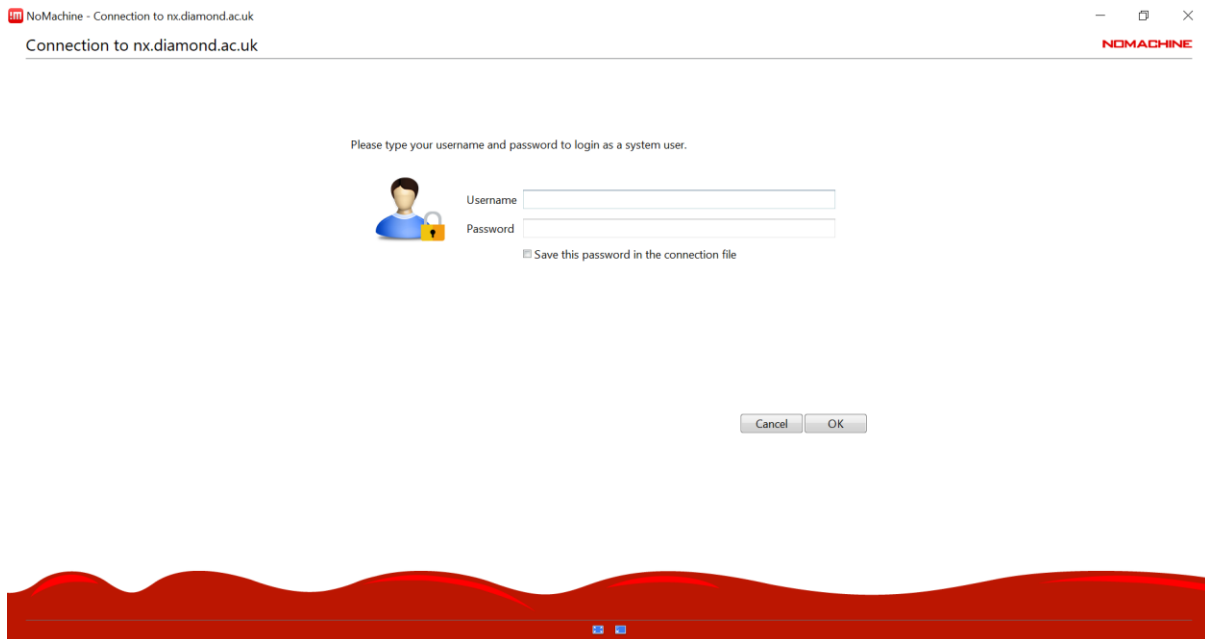 NoMachine - Connection to nx.diamond.ac.uk
Connection to nx.diamond.ac.uk
NOMACHINE
Please type your username and password to login as a system user.
Username
Password
Save this password in the connection file
Cancel
OK